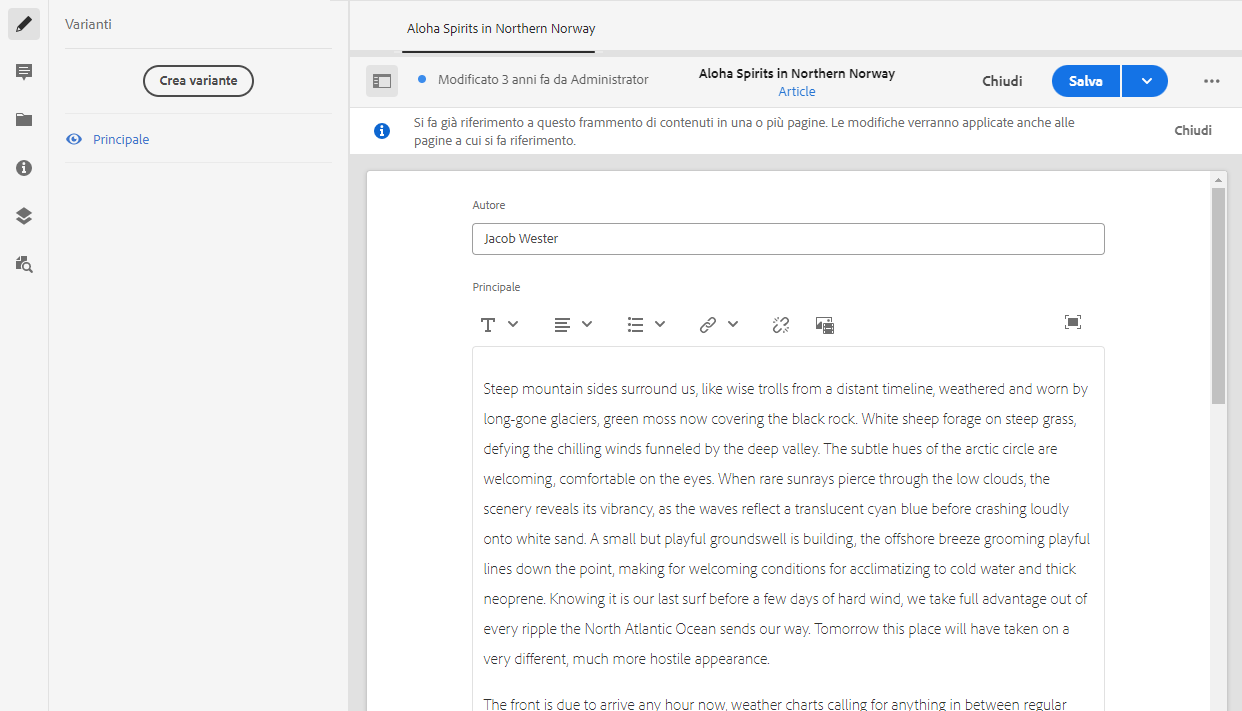 Varianti
Crea variante
Principale
Aloha Spirits in Northern Norway
Modificato 3 anni fa da Administrator
Aloha Spirits in Northern Norway
Article
Chiudi
Salva
Si fa già riferimento a questo frammento di contenuti in una o più pagine. Le modifiche verranno applicate anche alle
pagine a cui si fa riferimento.
Chiudi
Autore
Jacob Wester
Principale
Steep mountain sides surround us, like wise trolls from a distant timeline, weathered and worn by
long-gone glaciers, green moss now covering the black rock. White sheep forage on steep grass,
defying the chilling winds funneled by the deep valley. The subtle hues of the arctic circle are
welcoming, comfortable on the eyes. When rare sunrays pierce through the low clouds, the
scenery reveals its vibrancy, as the waves reflect a translucent cyan blue before crashing loudly
onto white sand. A small but playful groundswell is building, the offshore breeze grooming playful
lines down the point, making for welcoming conditions for acclimatizing to cold water and thick
neoprene. Knowing it is our last surf before a few days of hard wind, we take full advantage out of
every ripple the North Atlantic Ocean sends our way. Tomorrow this place will have taken on a
very different, much more hostile appearance.
The front is due to arrive any hour now, weather charts calling for anything in between regular